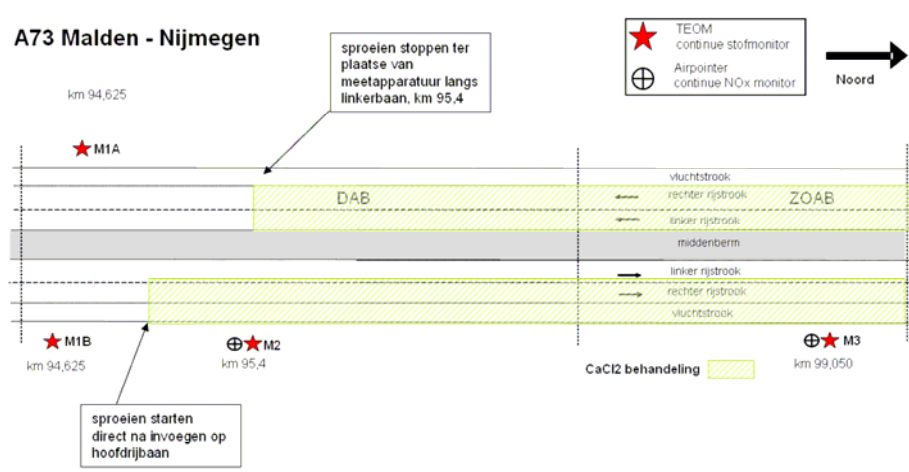 A73 Malden - Nijmegen
sproeien stoppen ter
plaatse van
meetapparatuur langs
linkerbaan, km 95,4
TEOM
continue stofmonitor
Airpointer
continue NOx monitor
Noord
km 94,625
M1A
vluchtstrook
DAB
rechter rijstrook
ZOAB
linker rijstrook
middenberm
linker rijstrook
rechter rijstrook
vluchtstrook
M1B
M2
M3
km 94,625
km 95,4
km 99,050
CaCl2 behandeling
sproeien starten
direct na invoegen op
hoofdrijbaan